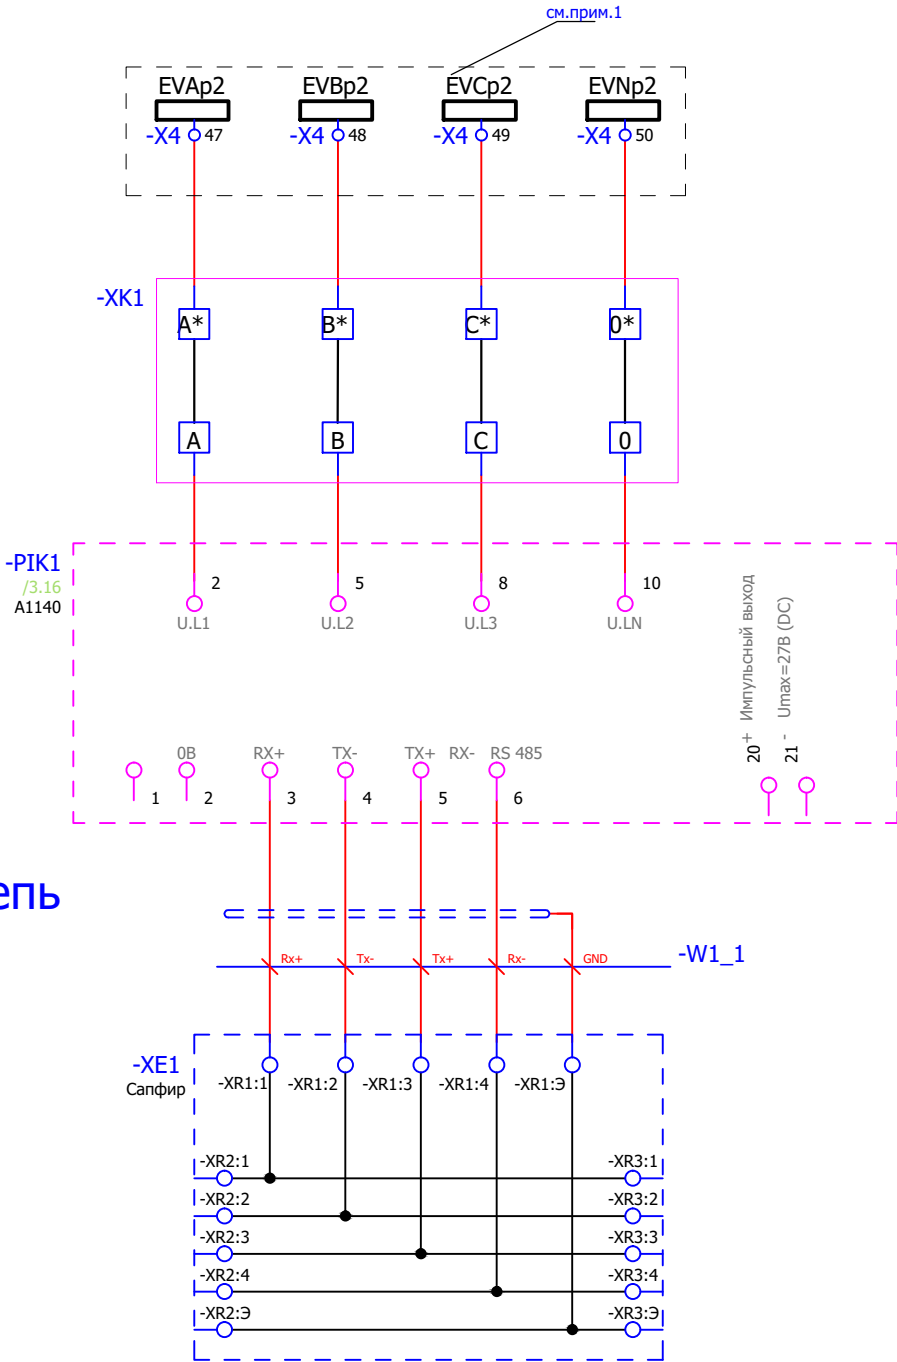 см.прим.1
EVAp2 EVBp2 EVCp2 EVNp2
-X4 47 -X4 48 -X4 49 -X4 50
-XK1
A* B* C* 0*
A B C 0
-PIK1
/3.16
A1140
2 5 8 10
U.L1 U.L2 U.L3 U.LN
20 + Импульсный выход
21 - Umax=27В (DC)
0В RX+ TX- TX+ RX- RS 485
1 2 3 4 5 6
епь
Rx+ Tx- Tx+ Rx- GND
-W1_1
-XE1
Сапфир
-XR1:1 -XR1:2 -XR1:3 -XR1:4 -XR1:Э
-XR2:1 -XR3:1
-XR2:2 -XR3:2
-XR2:3 -XR3:3
-XR2:4 -XR3:4
-XR2:Э -XR3:Э